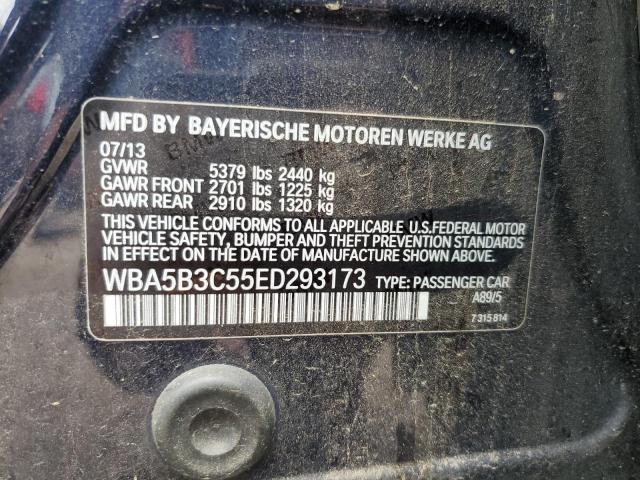 MFD BY BAYERISCHE MOTOREN WERKE AG
07/13
GVWR 5379 lbs 2440 kg
GAWR FRONT 2701 lbs 1225 kg
GAWR REAR 2910 lbs 1320 kg
THIS VEHICLE CONFORMS TO ALL APPLICABLE U.S.FEDERAL MOTOR
VEHICLE SAFETY, BUMPER AND THEFT PREVENTION STANDARDS
IN EFFECT ON THE DATE OF MANUFACTURE SHOWN ABOVE.
WBA5B3C55ED293173 TYPE: PASSENGER CAR
A89/5
7315814